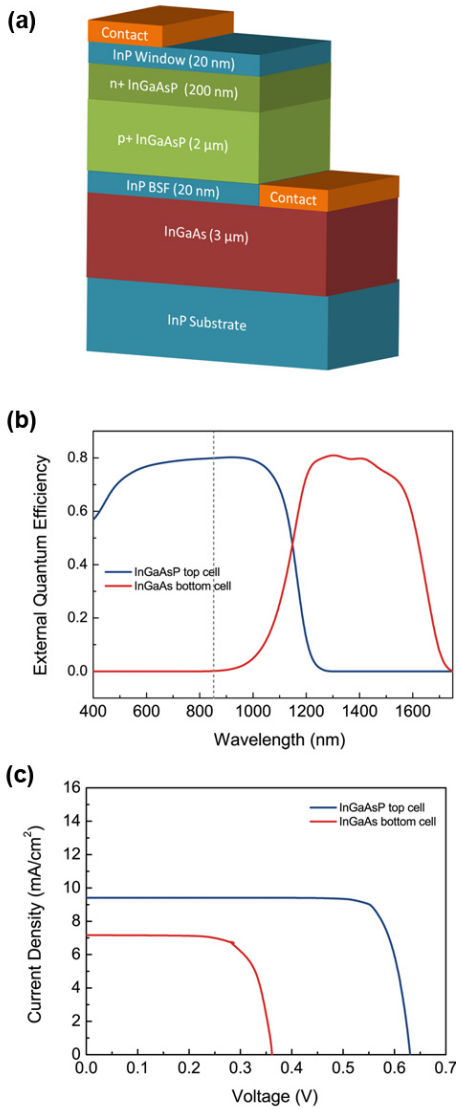 (a)
Contact
InP Window (20 nm)
n+ InGaAsP (200 nm)
p+ InGaAsP (2 µm)
InP BSF (20 nm)
Contact
InGaAs (3 µm)
InP Substrate
(b)
External Quantum Efficiency
0.8
0.6
0.4
0.2
0.0
InGaAsP top cell
InGaAs bottom cell
400 600 800 1000 1200 1400 1600
Wavelength (nm)
(c)
Current Density (mA/cm²)
16
14
12
10
8
6
4
2
0
InGaAsP top cell
InGaAs bottom cell
0.0 0.1 0.2 0.3 0.4 0.5 0.6 0.7
Voltage (V)